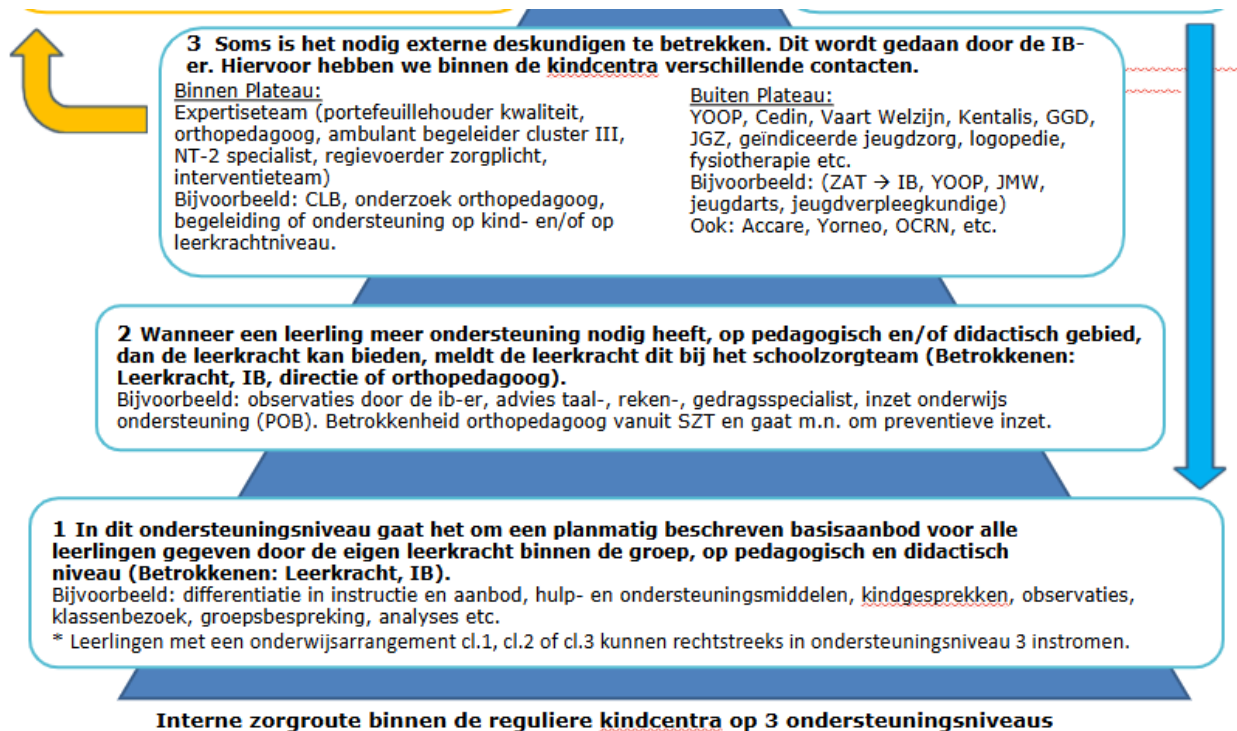 3 Soms is het nodig externe deskundigen te betrekken. Dit wordt gedaan door de IB-
er. Hiervoor hebben we binnen de kindcentra verschillende contacten.
Binnen Plateau:
Expertiseteam (portefeuillehouder kwaliteit,
orthopedagoog, ambulant begeleider cluster III,
NT-2 specialist, regievoerder zorgplicht,
interventieteam)
Bijvoorbeeld: CLB, onderzoek orthopedagoog,
begeleiding of ondersteuning op kind- en/of op
leerkrachtniveau.
Buiten Plateau:
YOOP, Cedin, Vaart Welzijn, Kentalis, GGD,
JGZ, geïndiceerde jeugdzorg, logopedie,
fysiotherapie etc.
Bijvoorbeeld: (ZAT → IB, YOOP, JMW,
jeugdarts, jeugdverpleegkundige)
Ook: Accare, Yorneo, OCRN, etc.
2 Wanneer een leerling meer ondersteuning nodig heeft, op pedagogisch en/of didactisch gebied,
dan de leerkracht kan bieden, meldt de leerkracht dit bij het schoolzorgteam (Betrokkenen:
Leerkracht, IB, directie of orthopedagoog).
Bijvoorbeeld: observaties door de ib-er, advies taal-, reken-, gedragsspecialist, inzet onderwijs
ondersteuning (POB). Betrokkenheid orthopedagoog vanuit SZT en gaat m.n. om preventieve inzet.
1 In dit ondersteuningsniveau gaat het om een planmatig beschreven basisaanbod voor alle
leerlingen gegeven door de eigen leerkracht binnen de groep, op pedagogisch en didactisch
niveau (Betrokkenen: Leerkracht, IB).
Bijvoorbeeld: differentiatie in instructie en aanbod, hulp- en ondersteuningsmiddelen, kindgesprekken, observaties,
klassenbezoek, groepsbespreking, analyses etc.
* Leerlingen met een onderwijsarrangement cl.1, cl.2 of cl.3 kunnen rechtstreeks in ondersteuningsniveau 3 instromen.
Interne zorgroute binnen de reguliere kindcentra op 3 ondersteuningsniveaus